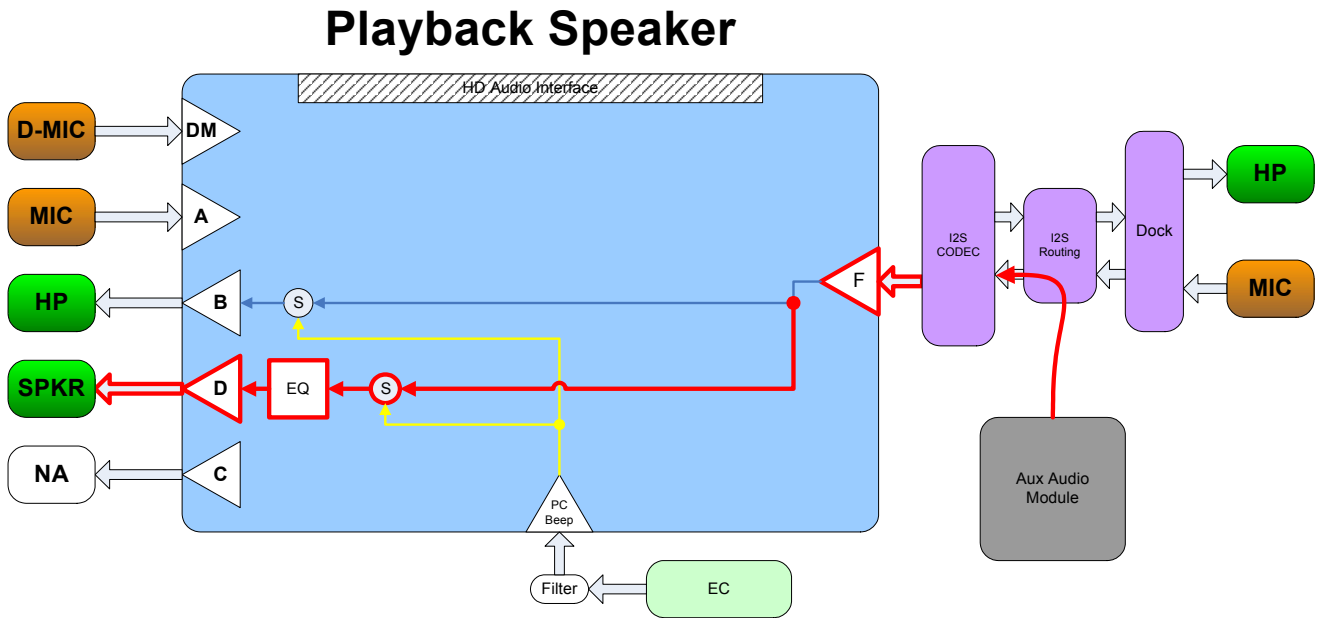 Playback Speaker
HD Audio Interface
D-MIC
DM
MIC
A
HP
B
S
SPKR
D
EQ
S
NA
C
PC
Beep
Filter
EC
F
I2S
CODEC
I2S
Routing
Dock
HP
MIC
Aux Audio
Module